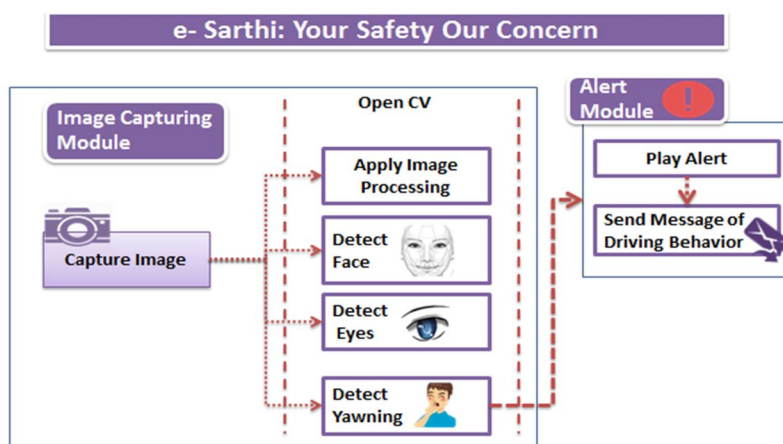 e- Sarthi: Your Safety Our Concern
Image Capturing
Module
Open CV
Alert
Module
!
Apply Image
Processing
Play Alert
Capture Image
Detect
Face
Send Message of
Driving Behavior
Detect
Eyes
Detect
Yawning